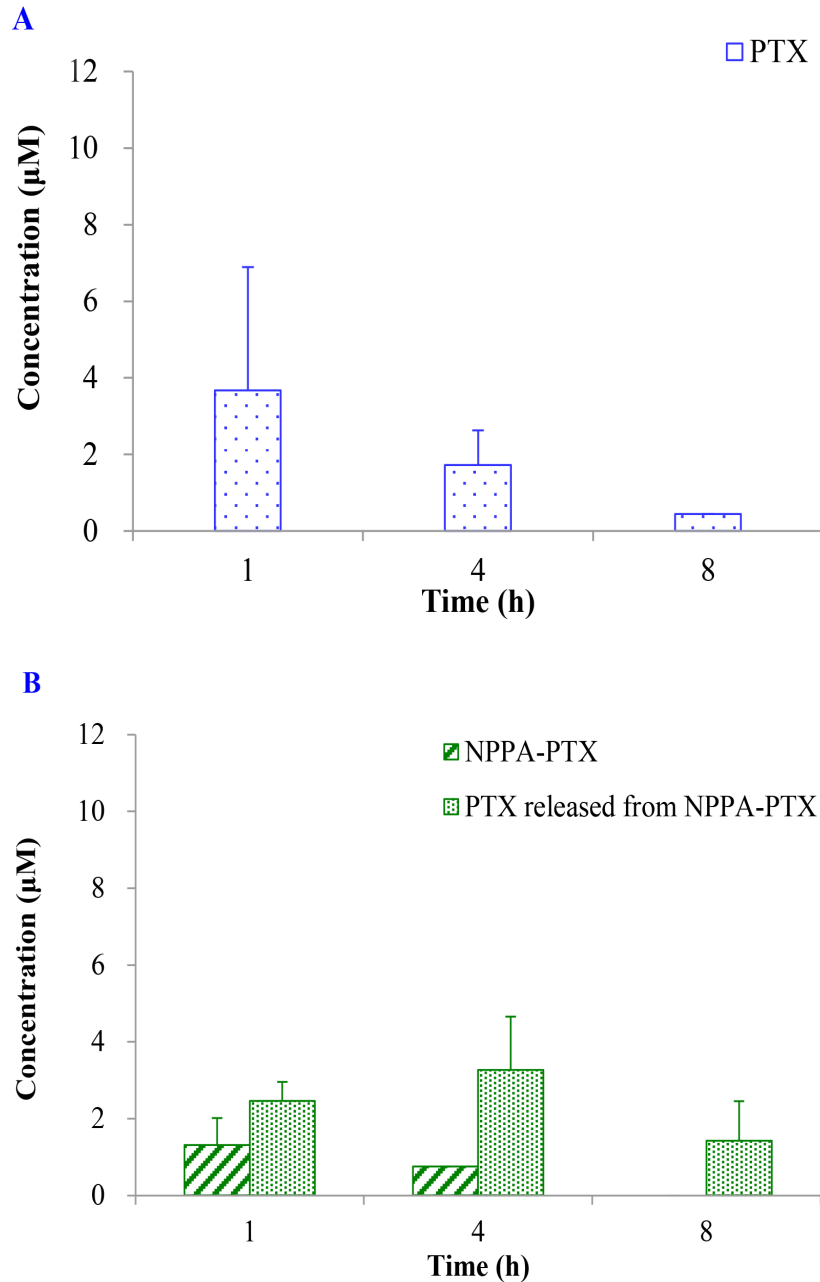 A
PTX
12
10
8
6
4
2
0
Concentration (μM)
1 4 8
Time (h)
B
NPPA-PTX
PTX released from NPPA-PTX
12
10
8
6
4
2
0
Concentration (μM)
1 4 8
Time (h)